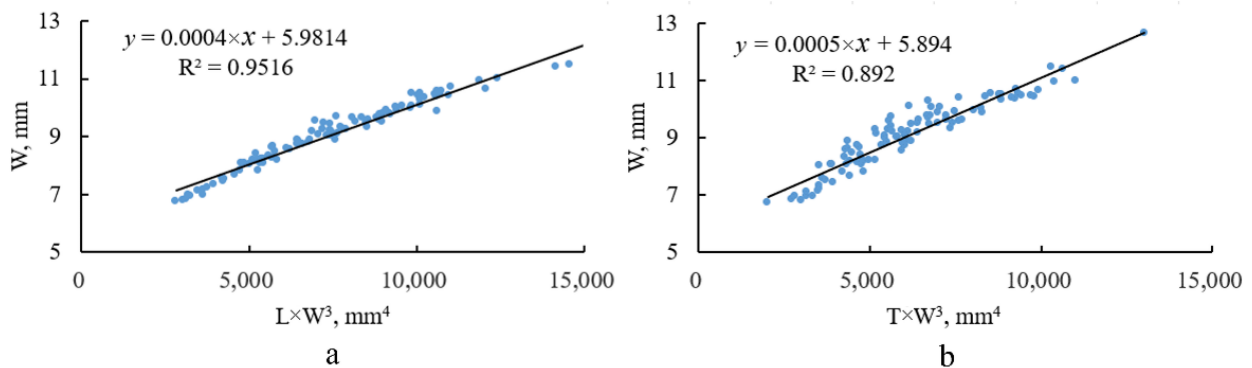 13
11
9
7
5
W, mm
y = 0.0004×x + 5.9814
R² = 0.9516
0
5,000
10,000
15,000
L×W³, mm⁴
a
13
11
9
7
5
W, mm
y = 0.0005×x + 5.894
R² = 0.892
0
5,000
10,000
15,000
T×W³, mm⁴
b